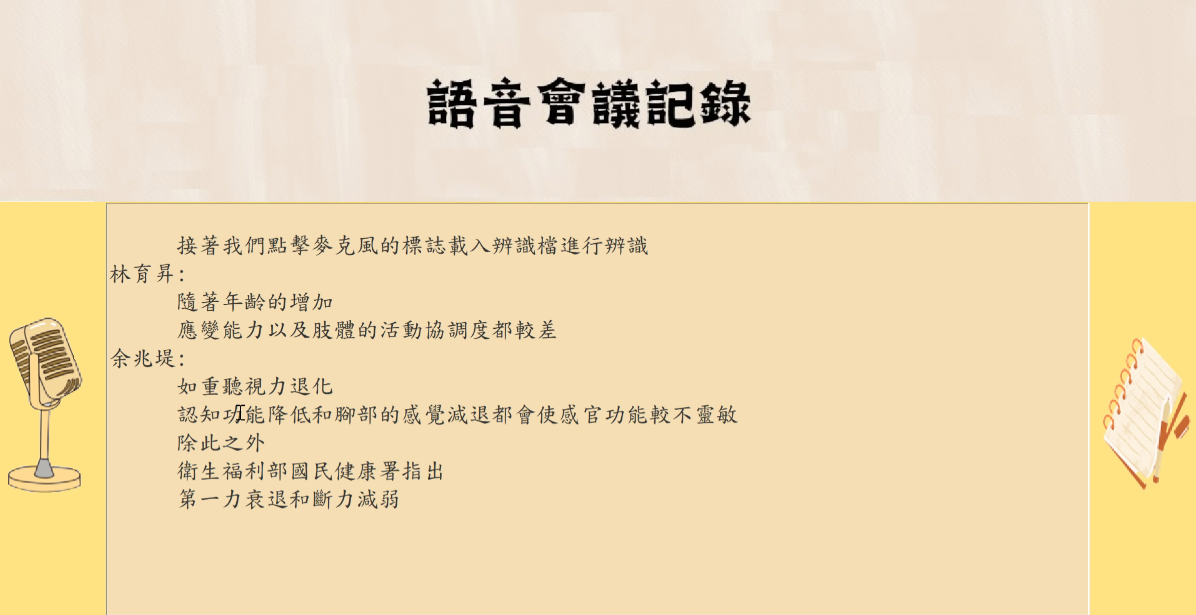 語音會議記錄
接著我們點擊麥克風的標誌載入辨識檔進行辨識
林育昇:
隨著年齡的增加
應變能力以及肢體的活動協調度都較差
余兆堤:
如重聽視力退化
認知功能降低和腳部的感覺減退都會使感官功能較不靈敏
除此之外
衛生福利部國民健康署指出
第一力衰退和斷力減弱